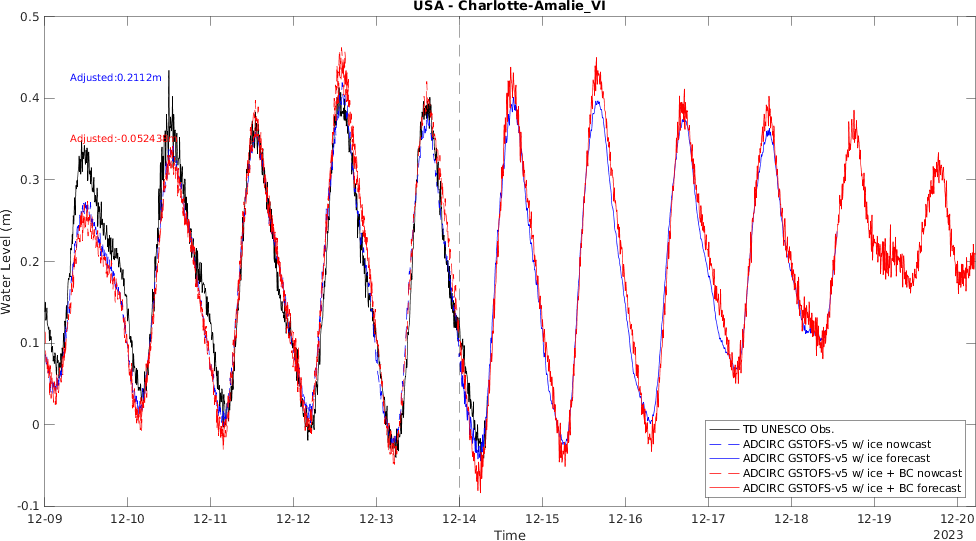 USA - Charlotte-Amalie_VI
0.5
0.4
0.3
0.2
0.1
0
-0.1
Water Level (m)
Adjusted:0.2112m
Adjusted:-0.05243
TD UNESCO Obs.
ADCIRC GSTOFS-v5 w/ ice nowcast
ADCIRC GSTOFS-v5 w/ ice forecast
ADCIRC GSTOFS-v5 w/ ice + BC nowcast
ADCIRC GSTOFS-v5 w/ ice + BC forecast
12-09 12-10 12-11 12-12 12-13 12-14 12-15 12-16 12-17 12-18 12-19 12-20
Time
2023